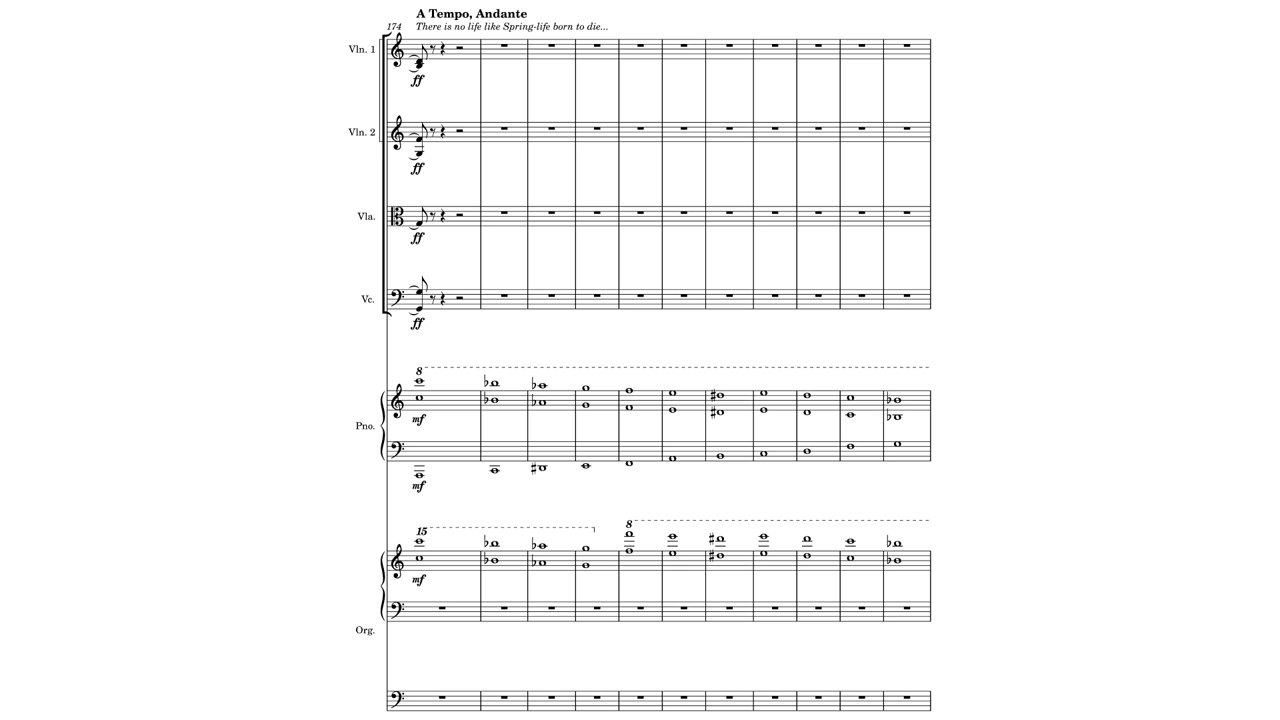 A Tempo, Andante
174 There is no life like Spring-life born to die...
Vln. 1
ff
Vln. 2
ff
Vla.
ff
Vc.
ff
8
mf
Pno.
mf
15 8
mf
Org.